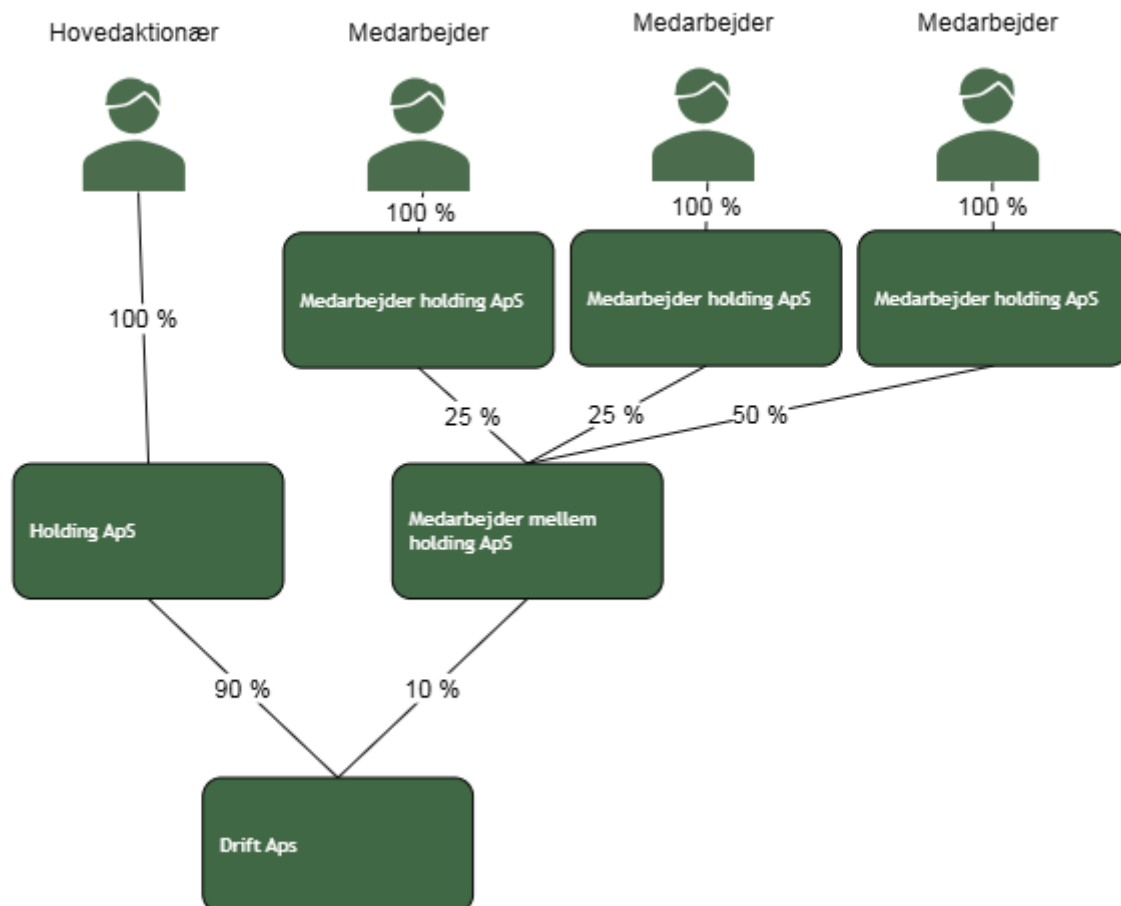 Hovedaktionær
Medarbejder
Medarbejder
Medarbejder
100 %
100 %
100 %
Medarbejder holding ApS
Medarbejder holding ApS
Medarbejder holding ApS
100 %
25 %
25 %
50 %
Holding ApS
Medarbejder mellem
holding ApS
90 %
10 %
Drift Aps